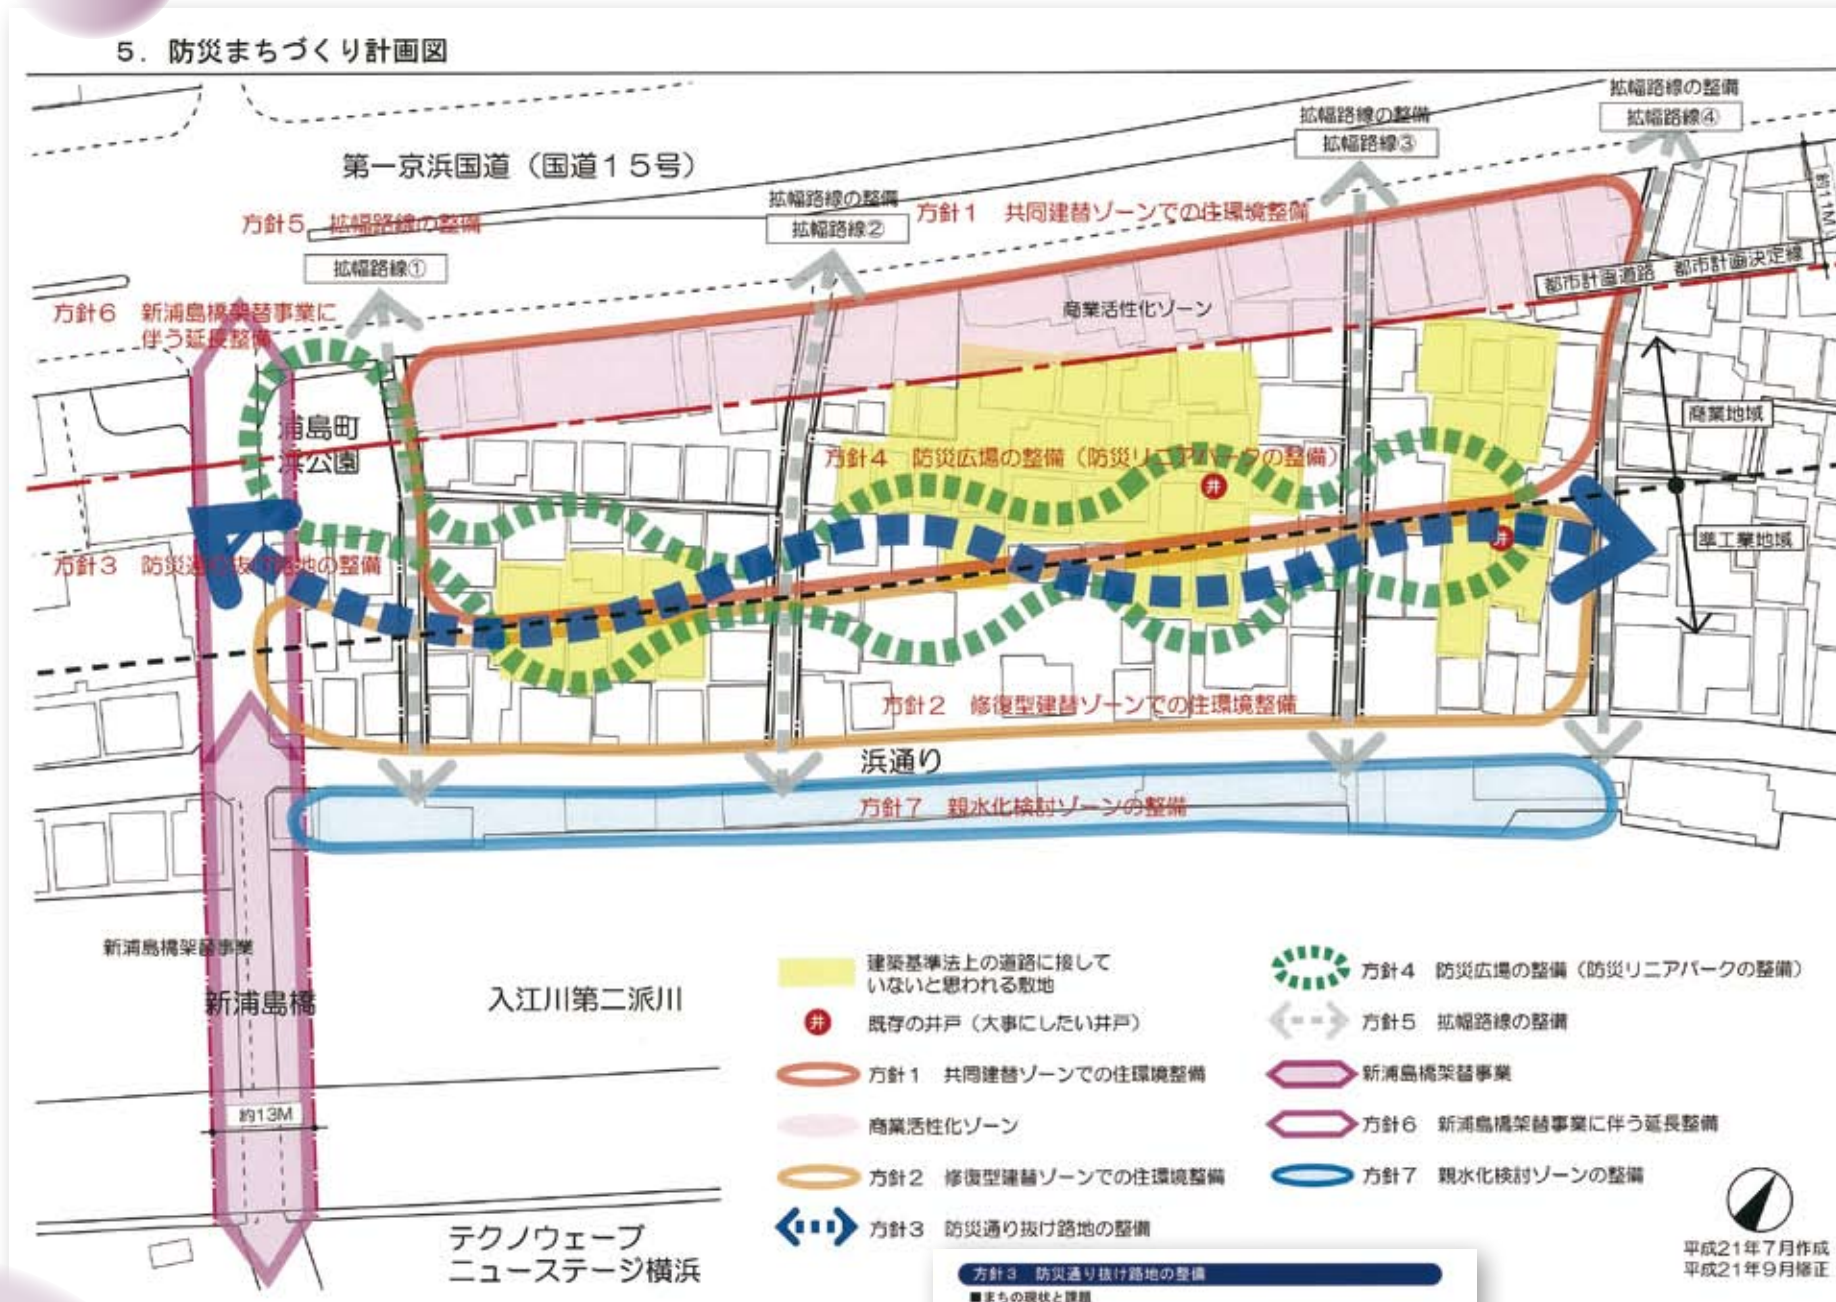 5．防災まちづくり計画図
拡幅路線の整備
拡幅路線④
拡幅路線の整備
拡幅路線③
第一京浜国道（国道15号）
拡幅路線の整備
拡幅路線②
方針1　共同建替ゾーンでの住環境整備
方針5　拡幅路線の整備
拡幅路線①
約11M
都市計画道路　都市計画決定線
方針6　新浦島橋架替事業に
伴う延長整備
商業活性化ゾーン
浦島町
浜公園
商業地域
方針4　防災広場の整備（防災リニアパークの整備）
井
井
準工業地域
方針3　防災通り抜け路地の整備
方針2　修復型建替ゾーンでの住環境整備
浜通り
方針7　親水化検討ゾーンの整備
新浦島橋架替事業
新浦島橋
入江川第二派川
約13M
テクノウェーブ
ニューステージ横浜
建築基準法上の道路に接して
いないと思われる敷地
井　既存の井戸（大事にしたい井戸）
方針1　共同建替ゾーンでの住環境整備
商業活性化ゾーン
方針2　修復型建替ゾーンでの住環境整備
方針3　防災通り抜け路地の整備
方針4　防災広場の整備（防災リニアパークの整備）
方針5　拡幅路線の整備
新浦島橋架替事業
方針6　新浦島橋架替事業に伴う延長整備
方針7　親水化検討ゾーンの整備
平成21年7月作成
平成21年9月修正
方針3　防災通り抜け路地の整備
■まちの現状と課題